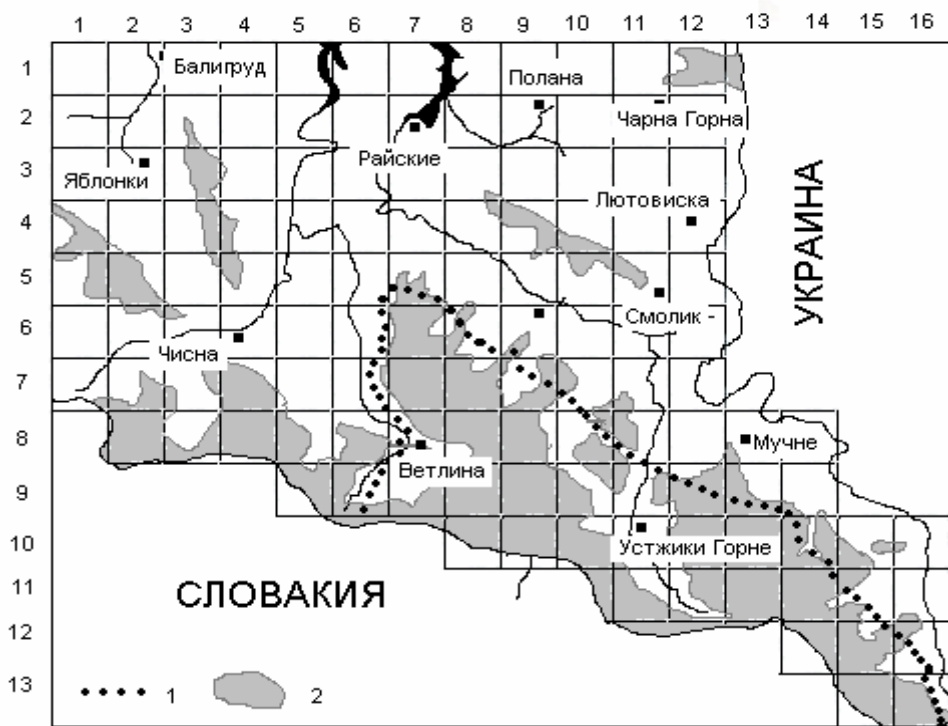 1 2 3 4 5 6 7 8 9 10 11 12 13 14 15 16
1
2
3
4
5
6
7
8
9
10
11
12
13
Балигруд
Полана
Чарна Горна
Райские
Яблонки
Лютовиска
УКРАИНА
Смолик -
Чисна
Мучне
Ветлина
Устжики Горне
СЛОВАКИЯ
1
2